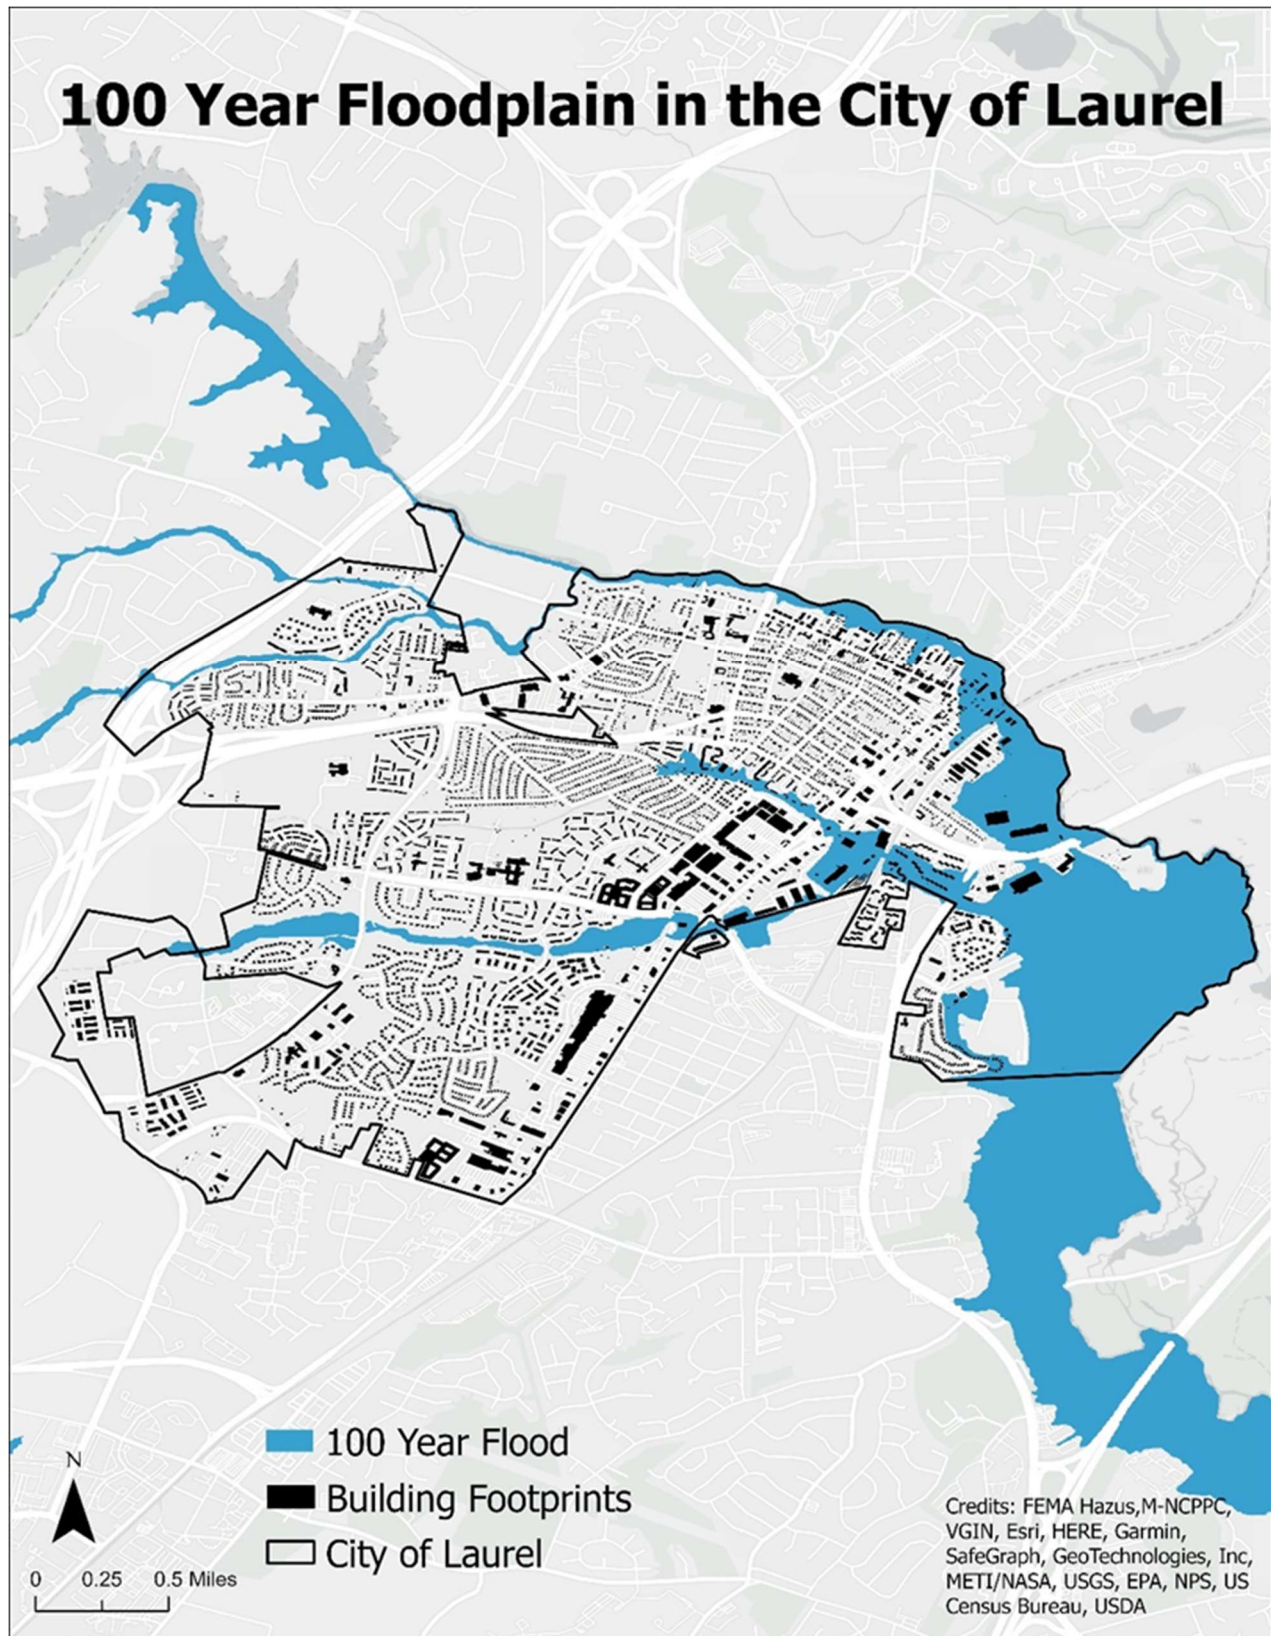 100 Year Floodplain in the City of Laurel
100 Year Flood
Building Footprints
City of Laurel
N
0 0.25 0.5 Miles
Credits: FEMA Hazus,M-NCPPC,
VGIN, Esri, HERE, Garmin,
SafeGraph, GeoTechnologies, Inc,
METI/NASA, USGS, EPA, NPS, US
Census Bureau, USDA